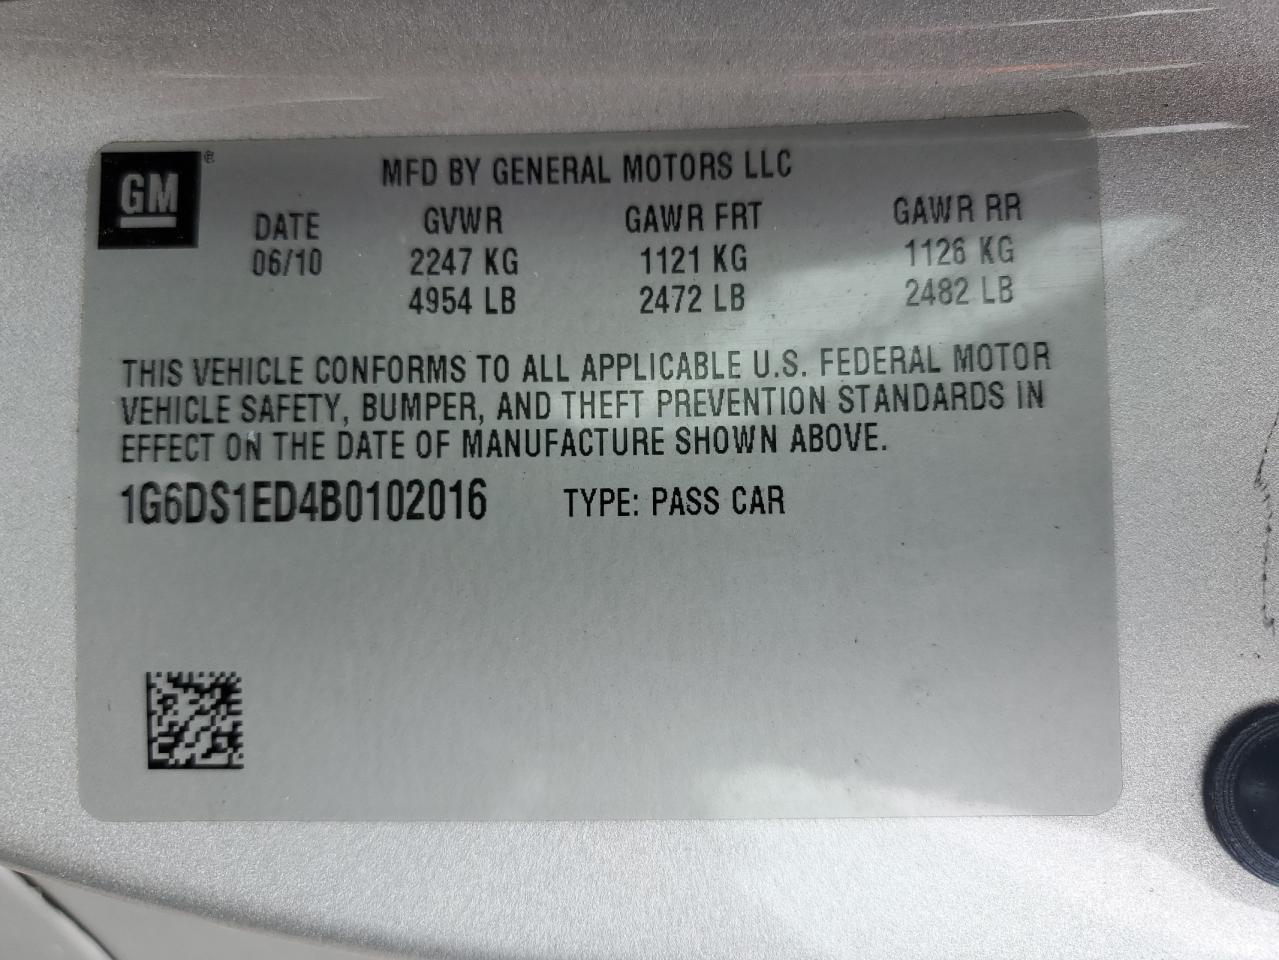 GM ®
MFD BY GENERAL MOTORS LLC
DATE GVWR GAWR FRT GAWR RR
06/10 2247 KG 1121 KG 1126 KG
4954 LB 2472 LB 2482 LB
THIS VEHICLE CONFORMS TO ALL APPLICABLE U.S. FEDERAL MOTOR
VEHICLE SAFETY, BUMPER, AND THEFT PREVENTION STANDARDS IN
EFFECT ON THE DATE OF MANUFACTURE SHOWN ABOVE.
1G6DS1ED4B0102016 TYPE: PASS CAR